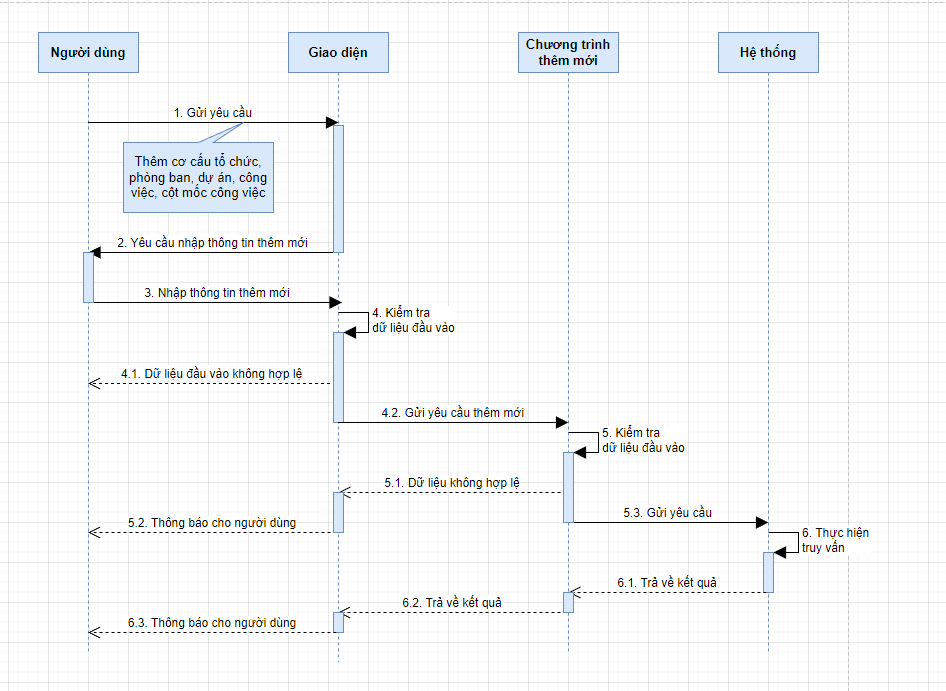 Người dùng
Giao diện
Chương trình
thêm mới
Hệ thống
1. Gửi yêu cầu
Thêm cơ cấu tổ chức,
phòng ban, dự án, công
việc, cột mốc công việc
2. Yêu cầu nhập thông tin thêm mới
3. Nhập thông tin thêm mới
4. Kiểm tra
dữ liệu đầu vào
4.1. Dữ liệu đầu vào không hợp lệ
4.2. Gửi yêu cầu thêm mới
5. Kiểm tra
dữ liệu đầu vào
5.1. Dữ liệu không hợp lệ
5.2. Thông báo cho người dùng
5.3. Gửi yêu cầu
6. Thực hiện
truy vấn
6.1. Trả về kết quả
6.2. Trả về kết quả
6.3. Thông báo cho người dùng